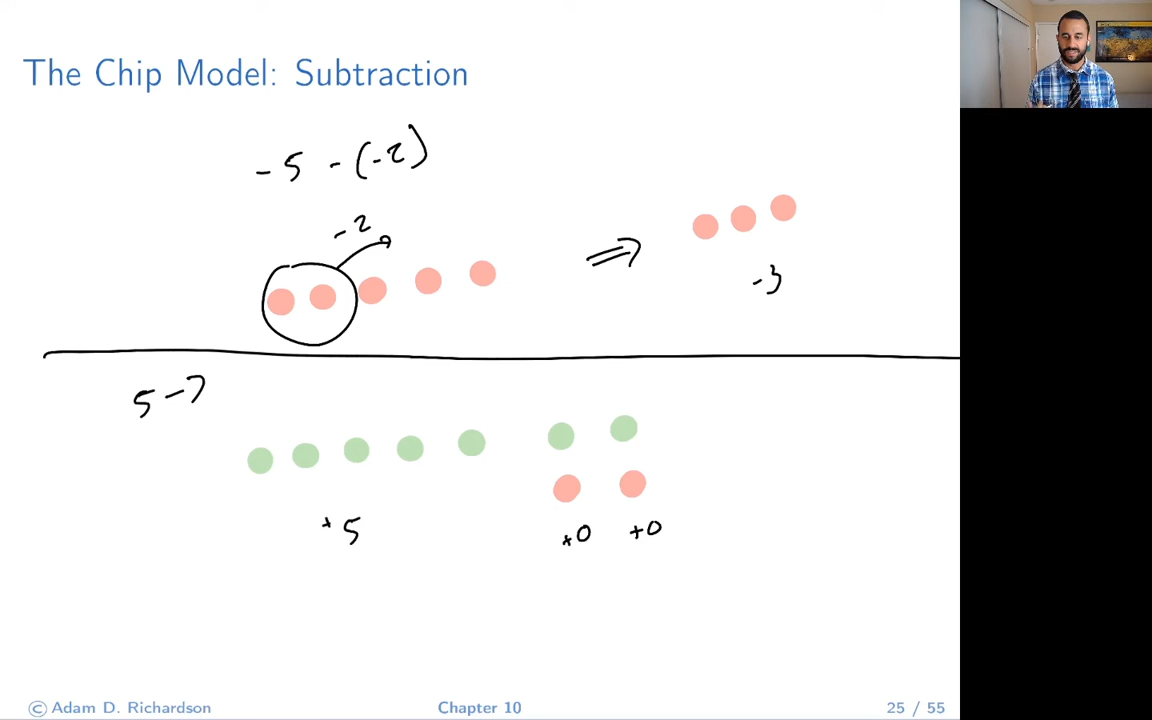 The Chip Model: Subtraction
-5 - (-2)
-2
-3
5-7
+5
+0 +0
© Adam D. Richardson Chapter 10 25 / 55